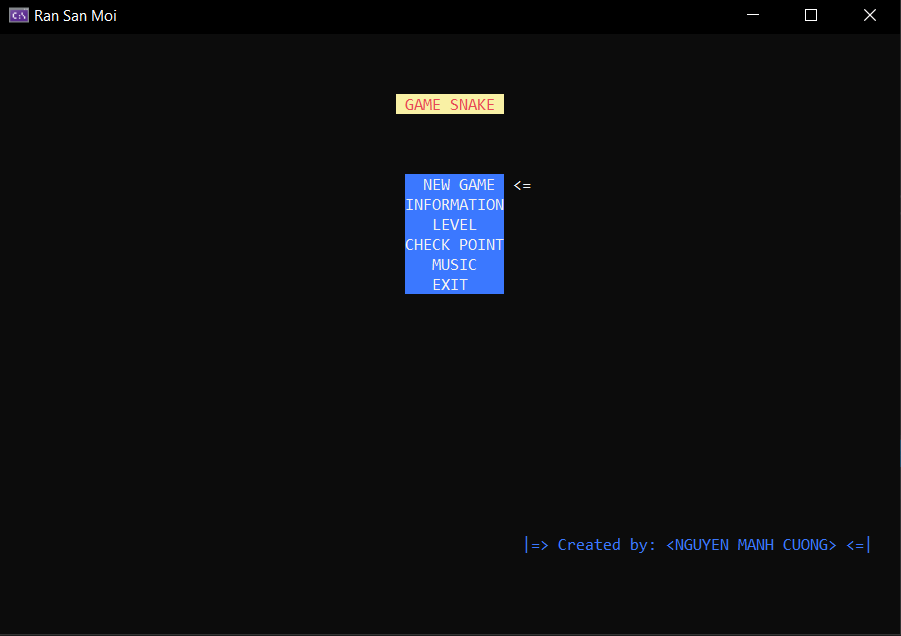 Ran San Moi
GAME SNAKE
NEW GAME <=
INFORMATION
LEVEL
CHECK POINT
MUSIC
EXIT
|=> Created by: <NGUYEN MANH CUONG> <=|